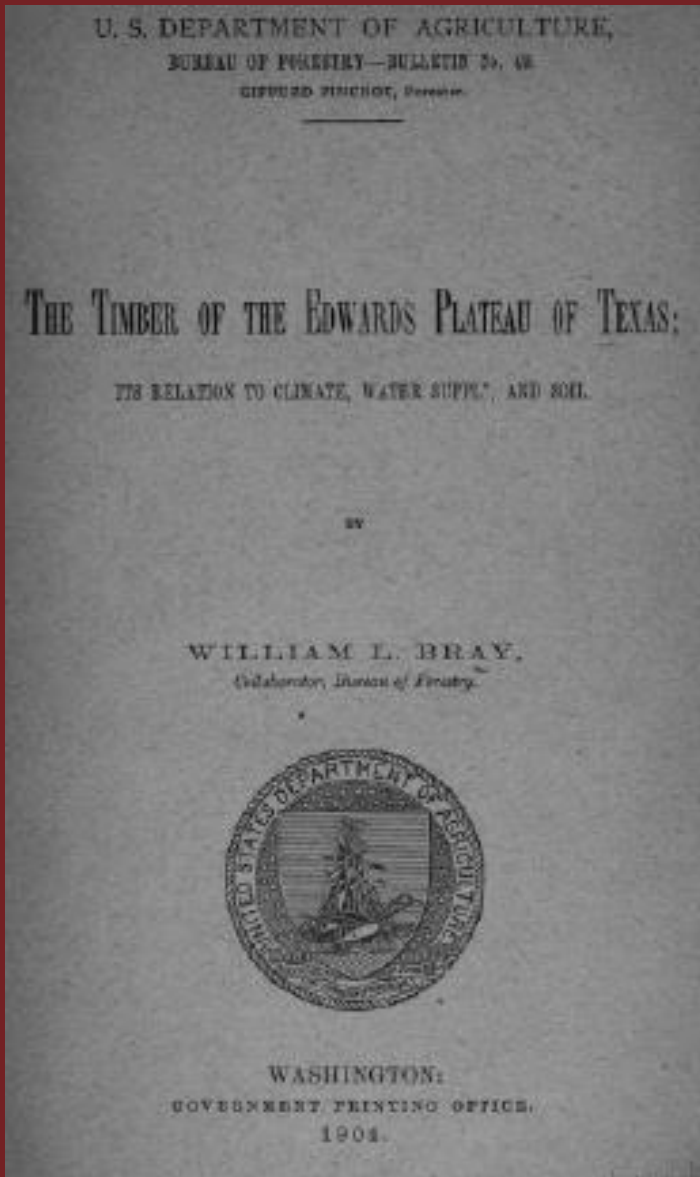 U. S. DEPARTMENT OF AGRICULTURE,
BUREAU OF FORESTRY—BULLETIN No. 49.
GIFFORD PINCHOT, Forester.
THE TIMBER OF THE EDWARDS PLATEAU OF TEXAS;
ITS RELATION TO CLIMATE, WATER SUPPLY, AND SOIL.
BY
WILLIAM L. BRAY,
Collaborator, Bureau of Forestry.
UNITED STATES DEPARTMENT OF AGRICULTURE
WASHINGTON:
GOVERNMENT PRINTING OFFICE.
1904.